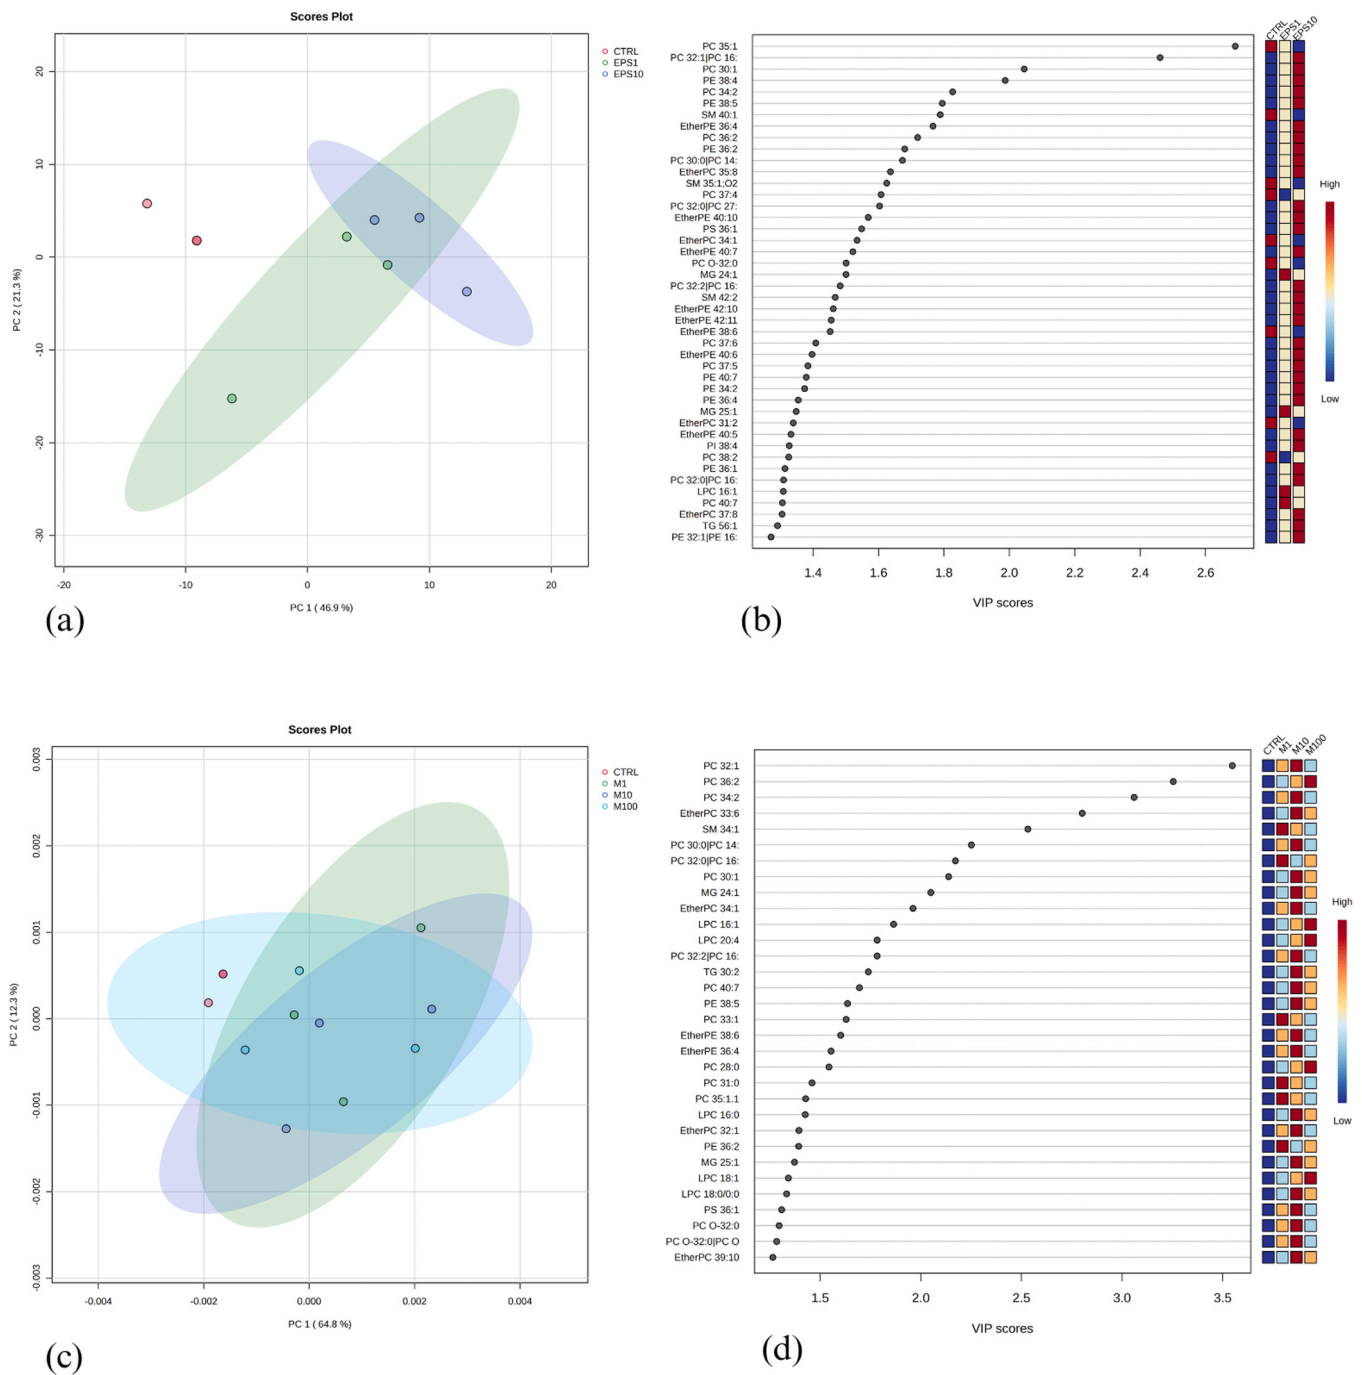 Scores Plot
CTRL
EPS1
EPS10
20
10
0
-10
-20
-30
-20
-10
0
10
20
PC 2 ( 21.3 %)
PC 1 ( 46.9 %)
(a)
CTRL
EPS1
EPS10
PC 35:1
PC 32:1|PC 16:
PC 30:1
PE 38:4
PC 34:2
PE 38:5
SM 40:1
EtherPE 36:4
PC 36:2
PE 36:2
PC 30:0|PC 14:
EtherPC 35:8
SM 35:1;O2
PC 37:4
PC 32:0|PC 27:
EtherPE 40:10
PS 36:1
EtherPC 34:1
EtherPE 40:7
PC O-32:0
MG 24:1
PC 32:2|PC 16:
SM 42:2
EtherPE 42:10
EtherPE 42:11
EtherPE 38:6
PC 37:6
EtherPE 40:6
PC 37:5
PE 40:7
PE 34:2
PE 36:4
MG 25:1
EtherPC 31:2
EtherPE 40:5
PI 38:4
PC 38:2
PE 36:1
PC 32:0|PC 16:
LPC 16:1
PC 40:7
EtherPC 37:8
TG 56:1
PE 32:1|PE 16:
1.4
1.6
1.8
2.0
2.2
2.4
2.6
VIP scores
High
Low
(b)
Scores Plot
CTRL
M1
M10
M100
0.003
0.002
0.001
0.000
-0.001
-0.002
-0.003
-0.004
-0.002
0.000
0.002
0.004
PC 2 ( 12.3 %)
PC 1 ( 64.8 %)
(c)
CTRL
M1
M10
M100
PC 32:1
PC 36:2
PC 34:2
EtherPC 33:6
SM 34:1
PC 30:0|PC 14:
PC 32:0|PC 16:
PC 30:1
MG 24:1
EtherPC 34:1
LPC 16:1
LPC 20:4
PC 32:2|PC 16:
TG 30:2
PC 40:7
PE 38:5
PC 33:1
EtherPE 38:6
EtherPE 36:4
PC 28:0
PC 31:0
PC 35:1.1
LPC 16:0
EtherPC 32:1
PE 36:2
MG 25:1
LPC 18:1
LPC 18:0/0:0
PS 36:1
PC O-32:0
PC O-32:0|PC O
EtherPC 39:10
1.5
2.0
2.5
3.0
3.5
VIP scores
High
Low
(d)